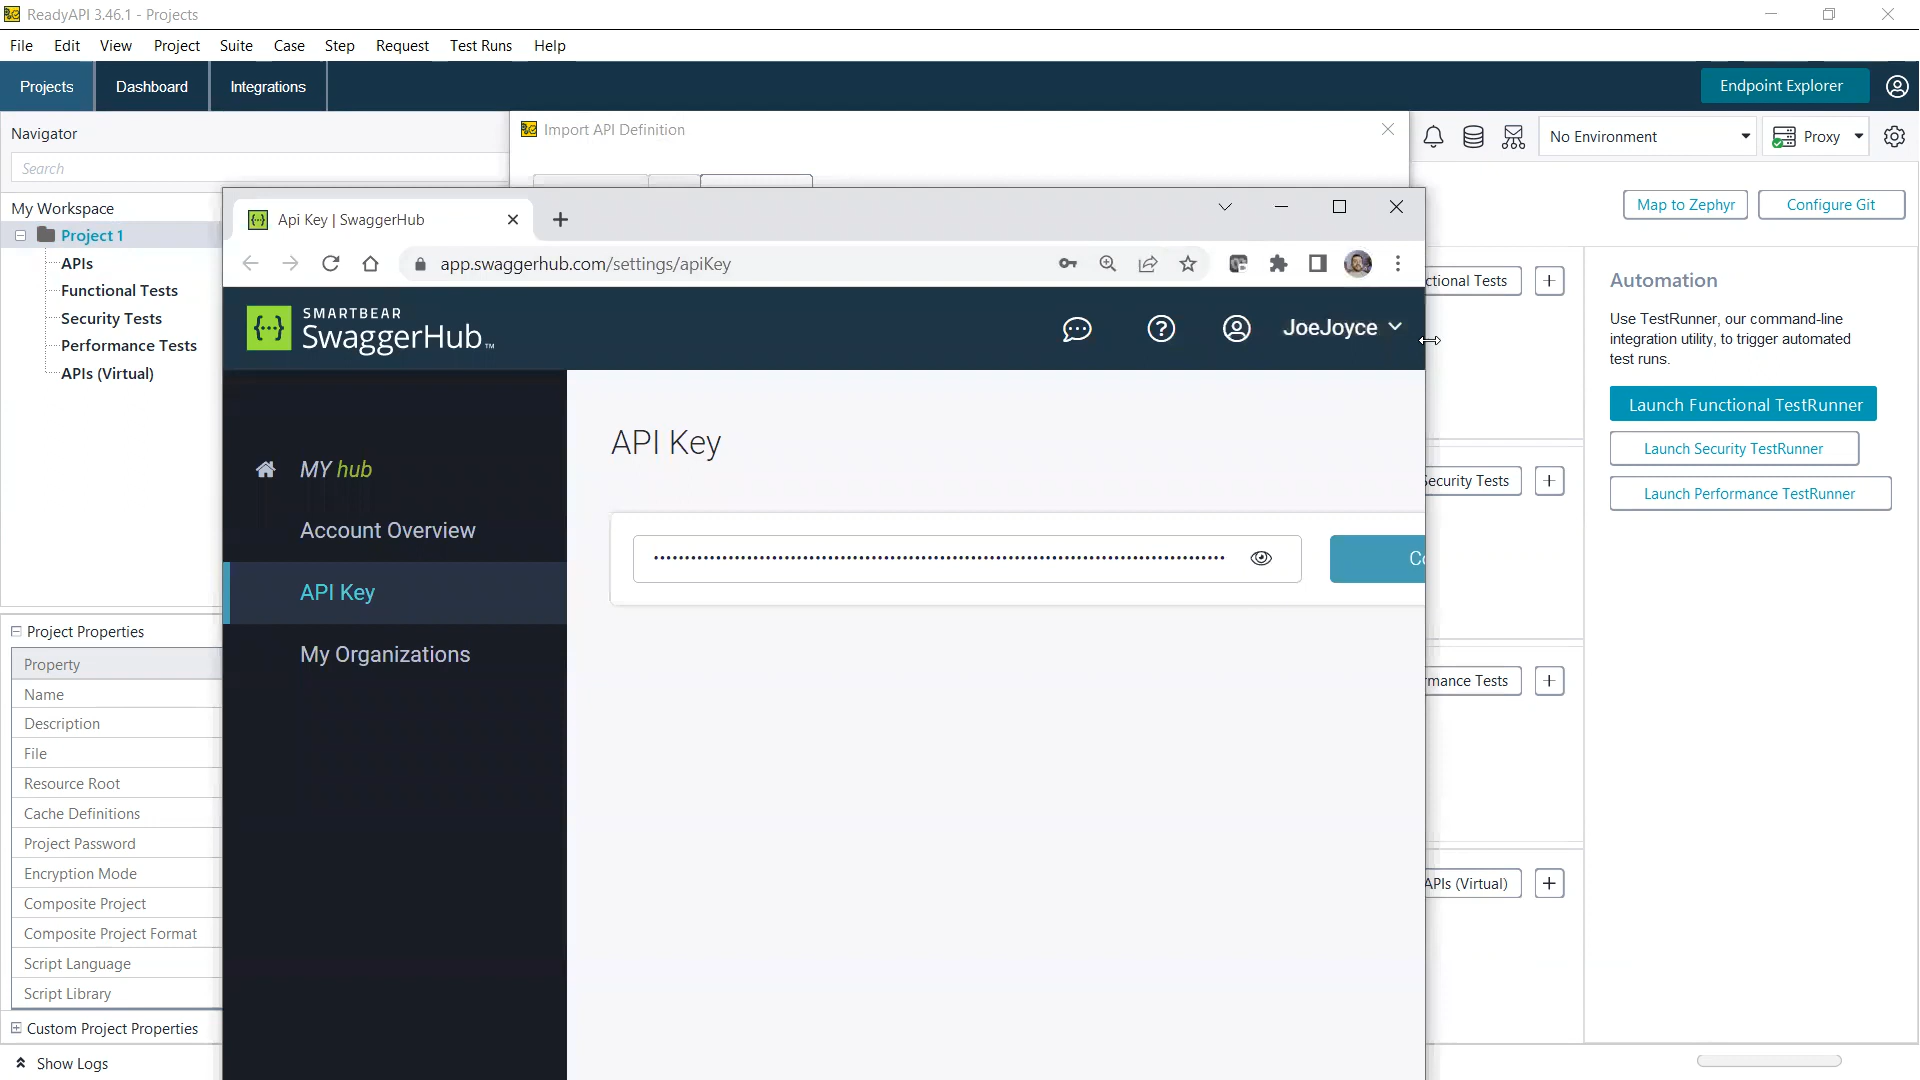 ReadyAPI 3.46.1 - Projects
File Edit View Project Suite Case Step Request Test Runs Help
Projects Dashboard Integrations
Endpoint Explorer
Navigator
Search
Import API Definition
No Environment
Proxy
My Workspace
Project 1
APIs
Functional Tests
Security Tests
Performance Tests
APIs (Virtual)
Map to Zephyr
Configure Git
Api Key | SwaggerHub
app.swaggerhub.com/settings/apiKey
SMARTBEAR
SwaggerHub™
JoeJoyce
MY hub
Account Overview
API Key
My Organizations
API Key
Co
ctional Tests
ecurity Tests
mance Tests
APIs (Virtual)
Automation
Use TestRunner, our command-line
integration utility, to trigger automated
test runs.
Launch Functional TestRunner
Launch Security TestRunner
Launch Performance TestRunner
Project Properties
Property
Name
Description
File
Resource Root
Cache Definitions
Project Password
Encryption Mode
Composite Project
Composite Project Format
Script Language
Script Library
Custom Project Properties
Show Logs